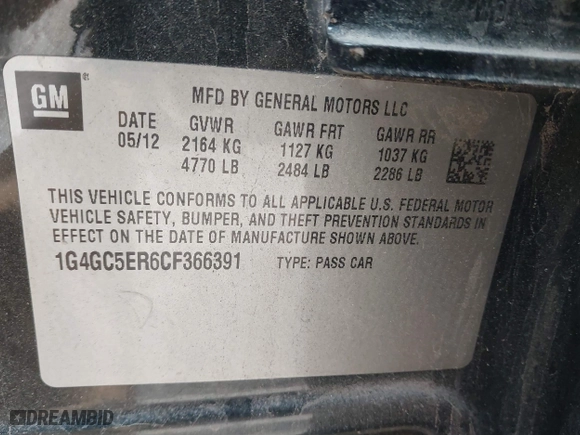 GM
MFD BY GENERAL MOTORS LLC
DATE GVWR GAWR FRT GAWR RR
05/12 2164 KG 1127 KG 1037 KG
4770 LB 2484 LB 2286 LB
THIS VEHICLE CONFORMS TO ALL APPLICABLE U.S. FEDERAL MOTOR
VEHICLE SAFETY, BUMPER, AND THEFT PREVENTION STANDARDS IN
EFFECT ON THE DATE OF MANUFACTURE SHOWN ABOVE.
1G4GC5ER6CF366391 TYPE: PASS CAR
DREAMBID